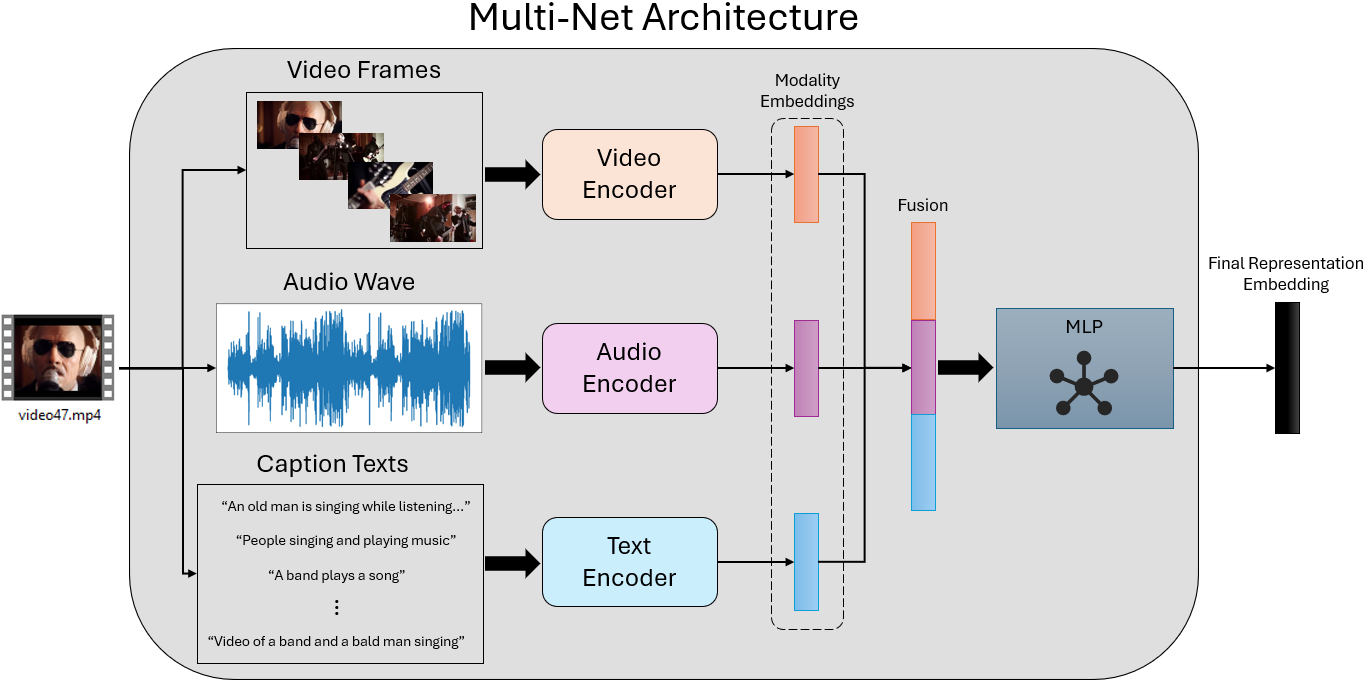 Multi-Net Architecture
Video Frames
Modality
Embeddings
Video
Encoder
Fusion
Audio Wave
Final Representation
Embedding
MLP
Audio
Encoder
video47.mp4
Caption Texts
“An old man is singing while listening...”
“People singing and playing music”
“A band plays a song”
⋮
“Video of a band and a bald man singing”
Text
Encoder